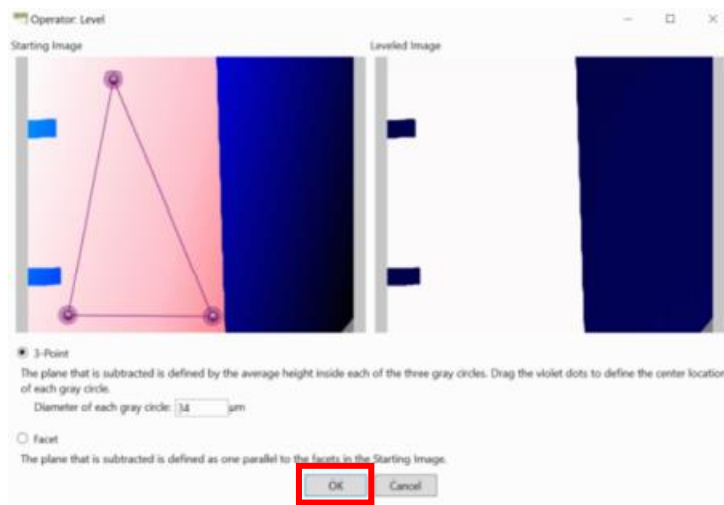 Operator: Level
Starting Image
Leveled Image
3-Point
The plane that is subtracted is defined by the average height inside each of the three gray circles. Drag the violet dots to define the center location
of each gray circle.
Diameter of each gray circle: 34 µm
Facet
The plane that is subtracted is defined as one parallel to the facets in the Starting Image.
OK Cancel